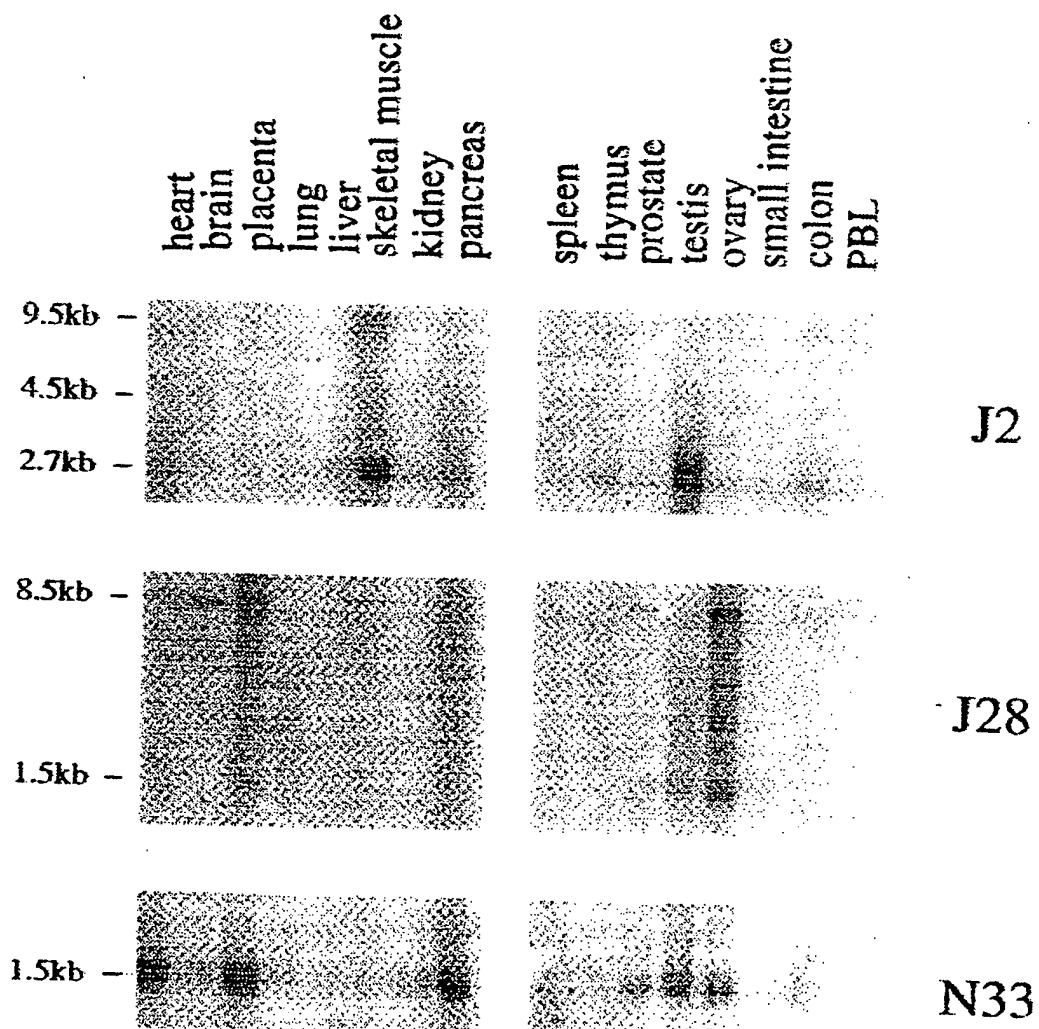 heart
brain
placenta
lung
liver
skeletal muscle
kidney
pancreas
spleen
thymus
prostate
testis
ovary
small intestine
colon
PBL
9.5kb
4.5kb
2.7kb
J2
8.5kb
1.5kb
J28
1.5kb
N33